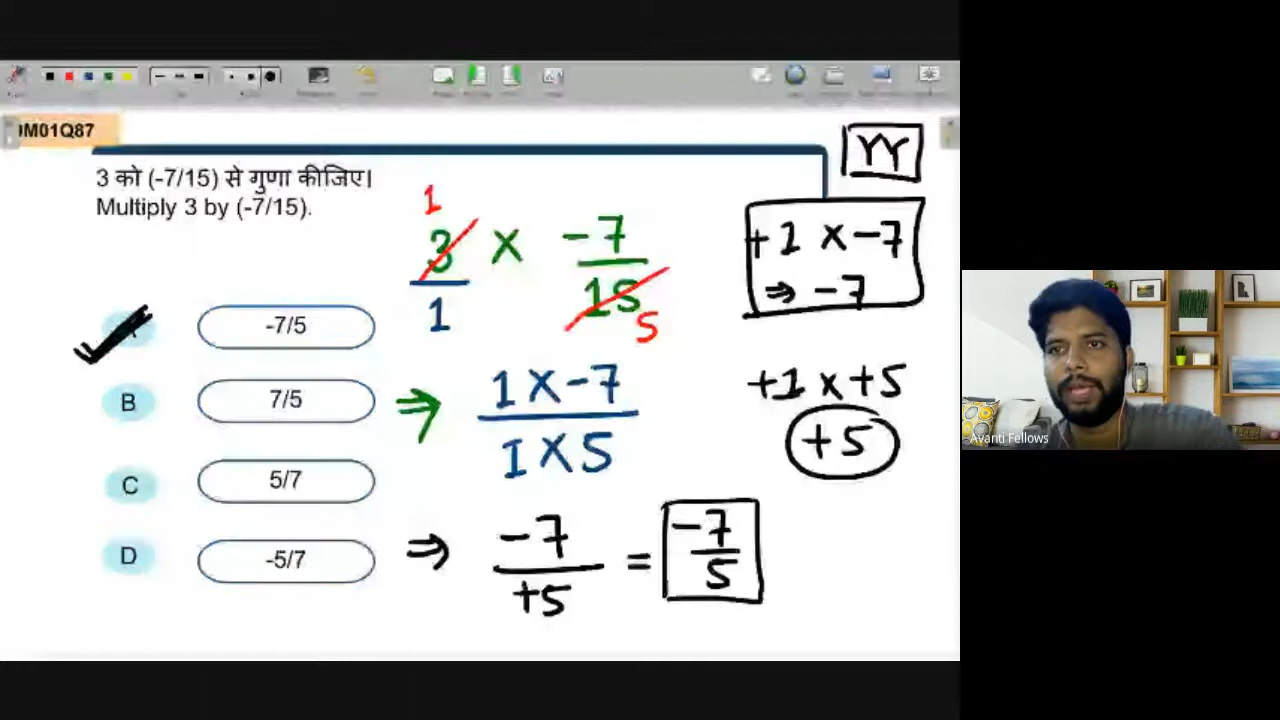 0M01Q87
3 को (-7/15) से गुणा कीजिए।
Multiply 3 by (-7/15).
1
3/1 × -7/15
5
-7/5
B 7/5
C 5/7
D -5/7
⇒ 1 × -7 / 1 × 5
⇒ -7/+5 = -7/5
+1 × -7
⇒ -7
+1 × +5
+5
Avanti Fellows